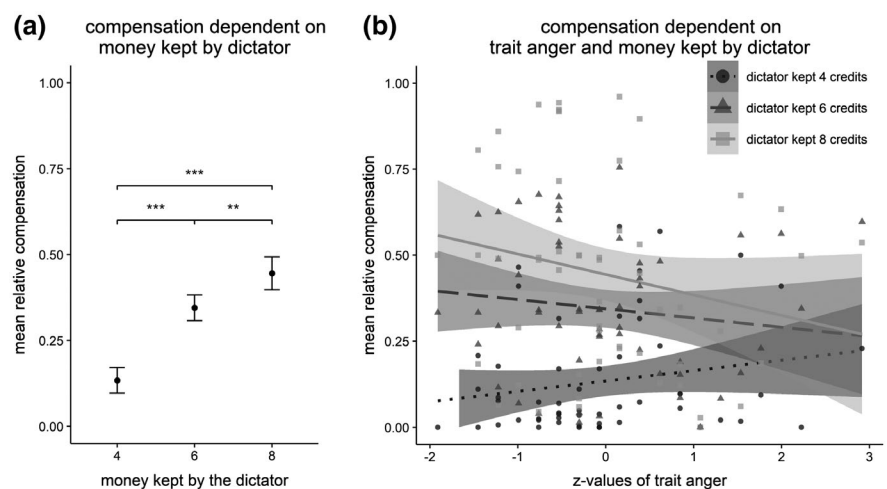 (a)
compensation dependent on
money kept by dictator
mean relative compensation
1.00
0.75
0.50
0.25
0.00
***
***
**
4
6
8
money kept by the dictator
(b)
compensation dependent on
trait anger and money kept by dictator
mean relative compensation
1.00
0.75
0.50
0.25
0.00
dictator kept 4 credits
dictator kept 6 credits
dictator kept 8 credits
-2
-1
0
1
2
3
z-values of trait anger